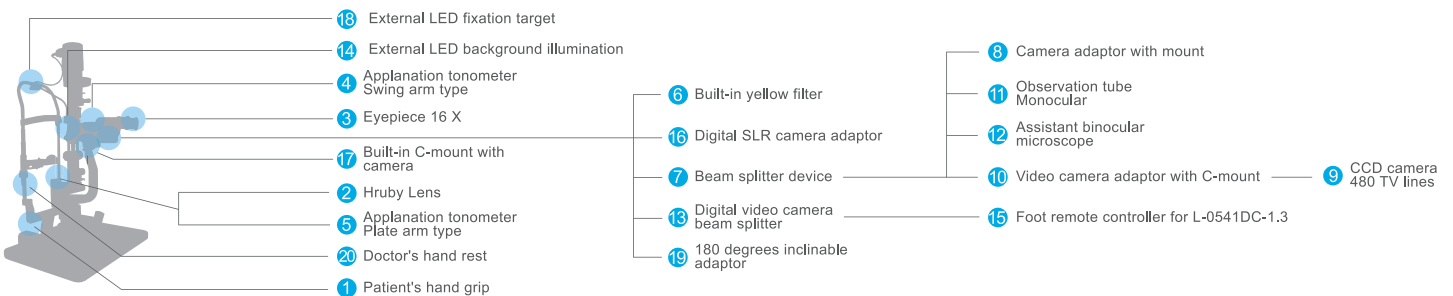 18 External LED fixation target
14 External LED background illumination
4 Applanation tonometer
Swing arm type
3 Eyepiece 16 X
17 Built-in C-mount with
camera
2 Hruby Lens
5 Applanation tonometer
Plate arm type
20 Doctor's hand rest
1 Patient's hand grip
6 Built-in yellow filter
16 Digital SLR camera adaptor
7 Beam splitter device
13 Digital video camera
beam splitter
19 180 degrees inclinable
adaptor
8 Camera adaptor with mount
11 Observation tube
Monocular
12 Assistant binocular
microscope
10 Video camera adaptor with C-mount
15 Foot remote controller for L-0541DC-1.3
9 CCD camera
480 TV lines